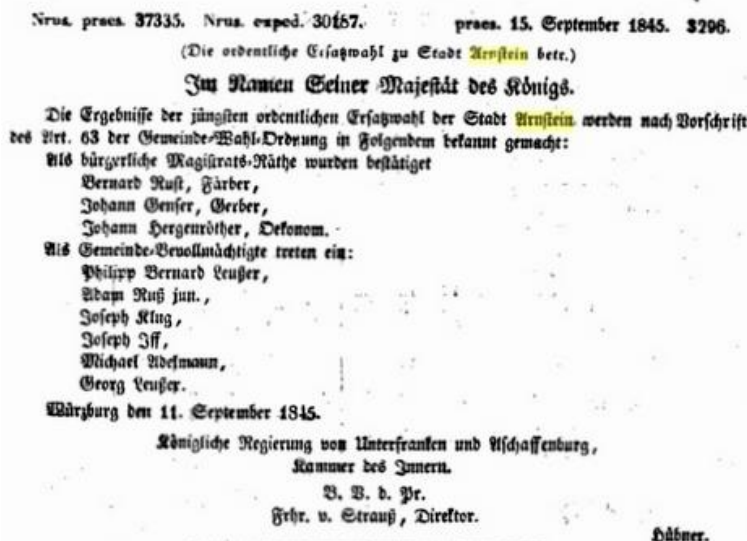 Nrus. praes. 37335. Nrus. exped. 30187. praes. 15. September 1845. 3296.
(Die ordentliche Ersatzwahl zu Stadt Arnstein betr.)
Im Namen Seiner Majestät des Königs.
Die Ergebnisse der jüngsten ordentlichen Ersatzwahl der Stadt Arnstein werden nach Vorschrift
des Art. 63 der Gemeinde-Wahl-Ordnung in Folgendem bekannt gemacht:
Als bürgerliche Magistrats-Räthe wurden bestätiget
Bernard Rust, Färber,
Johann Genser, Gerber,
Johann Hergenröther, Oekonom.
Als Gemeinde-Bevollmächtigte treten ein:
Philipp Bernard Leußer,
Adam Ruß jun.,
Joseph Klug,
Joseph Iff,
Michael Adelmann,
Georg Leußer.
Würzburg den 11. September 1845.
Königliche Regierung von Unterfranken und Aschaffenburg,
Kammer des Innern.
V. V. d. Pr.
Frhr. v. Strauß, Direktor.
Hübner.